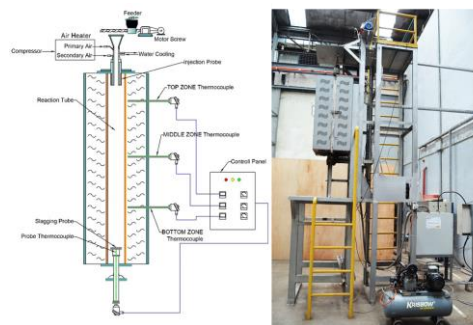 Feeder
Motor Screw
Air Heater
Compressor
Primary Air
Secondary Air
Water Cooling
Injection Probe
Reaction Tube
TOP ZONE Thermocouple
MIDDLE ZONE Thermocouple
Controll Panel
Slagging Probe
Probe Thermocouple
BOTTOM ZONE
Thermocouple
KRISBOW